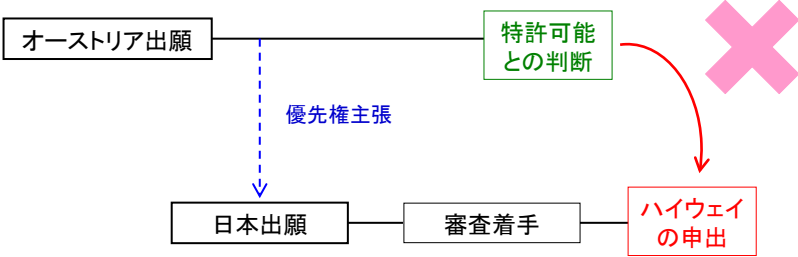 オーストリア出願
特許可能
との判断
優先権主張
日本出願
審査着手
ハイウェイ
の申出